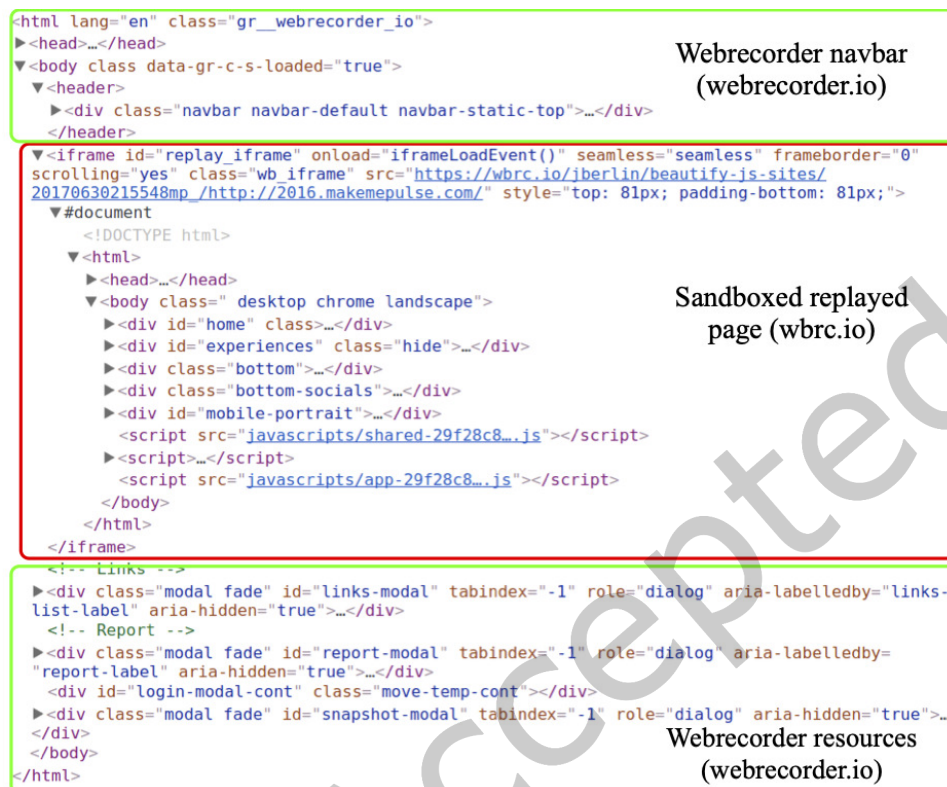 <html lang="en" class="gr__webrecorder_io">
▶<head>…</head>
▼<body class data-gr-c-s-loaded="true">
▼<header>
▶<div class="navbar navbar-default navbar-static-top">…</div>
</header>
Webrecorder navbar
(webrecorder.io)
▼<iframe id="replay_iframe" onload="iframeLoadEvent()" seamless="seamless" frameborder="0"
scrolling="yes" class="wb_iframe" src="https://wbrc.io/jberlin/beautify-js-sites/
20170630215548mp_/http://2016.makemepulse.com/" style="top: 81px; padding-bottom: 81px;">
▼#document
<!DOCTYPE html>
▼<html>
▶<head>…</head>
▼<body class=" desktop chrome landscape">
▶<div id="home" class>…</div>
▶<div id="experiences" class="hide">…</div>
▶<div class="bottom">…</div>
▶<div class="bottom-socials">…</div>
▶<div id="mobile-portrait">…</div>
<script src="javascripts/shared-29f28c8….js"></script>
▶<script>…</script>
<script src="javascripts/app-29f28c8….js"></script>
</body>
</html>
</iframe>
Sandboxed replayed
page (wbrc.io)
<!-- Links -->
▶<div class="modal fade" id="links-modal" tabindex="-1" role="dialog" aria-labelledby="links-
list-label" aria-hidden="true">…</div>
<!-- Report -->
▶<div class="modal fade" id="report-modal" tabindex="-1" role="dialog" aria-labelledby=
"report-label" aria-hidden="true">…</div>
<div id="login-modal-cont" class="move-temp-cont"></div>
▶<div class="modal fade" id="snapshot-modal" tabindex="-1" role="dialog" aria-hidden="true">…
</div>
</body>
</html>
Webrecorder resources
(webrecorder.io)
Accepted